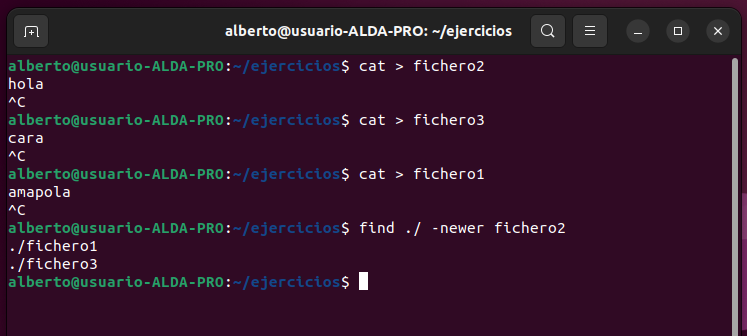 alberto@usuario-ALDA-PRO: ~/ejercicios
alberto@usuario-ALDA-PRO:~/ejercicios$ cat > fichero2
hola
^C
alberto@usuario-ALDA-PRO:~/ejercicios$ cat > fichero3
cara
^C
alberto@usuario-ALDA-PRO:~/ejercicios$ cat > fichero1
amapola
^C
alberto@usuario-ALDA-PRO:~/ejercicios$ find ./ -newer fichero2
./fichero1
./fichero3
alberto@usuario-ALDA-PRO:~/ejercicios$